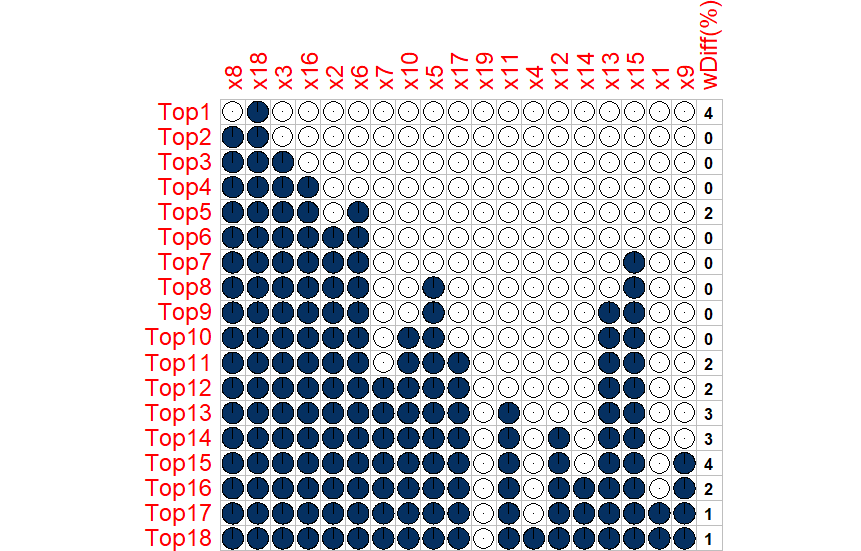 x8 x18 x3 x16 x2 x6 x7 x10 x5 x17 x19 x11 x4 x12 x14 x13 x15 x1 x9 wDiff(%)
Top1 4
Top2 0
Top3 0
Top4 0
Top5 2
Top6 0
Top7 0
Top8 0
Top9 0
Top10 0
Top11 2
Top12 2
Top13 3
Top14 3
Top15 4
Top16 2
Top17 1
Top18 1